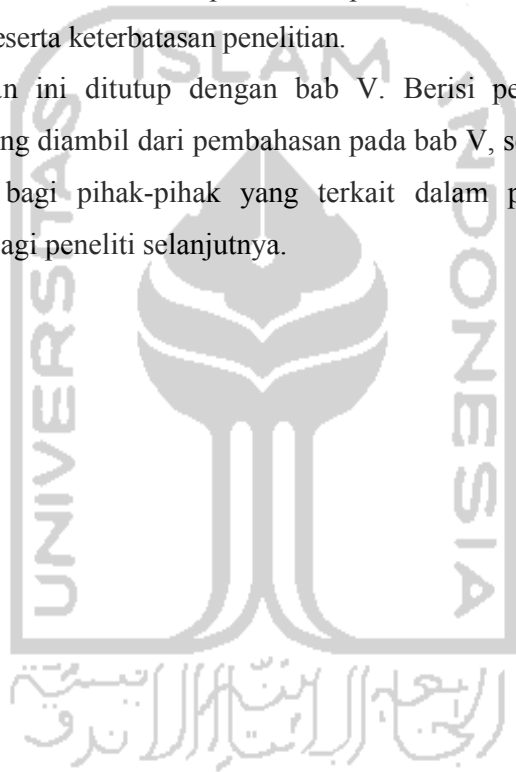 eserta keterbatasan penelitian.
ISLAM
n ini ditutup dengan bab V. Berisi pe
ng diambil dari pembahasan pada bab V, s
bagi pihak-pihak yang terkait dalam p
agi peneliti selanjutnya.
UNIVERSITAS
INDONESIA